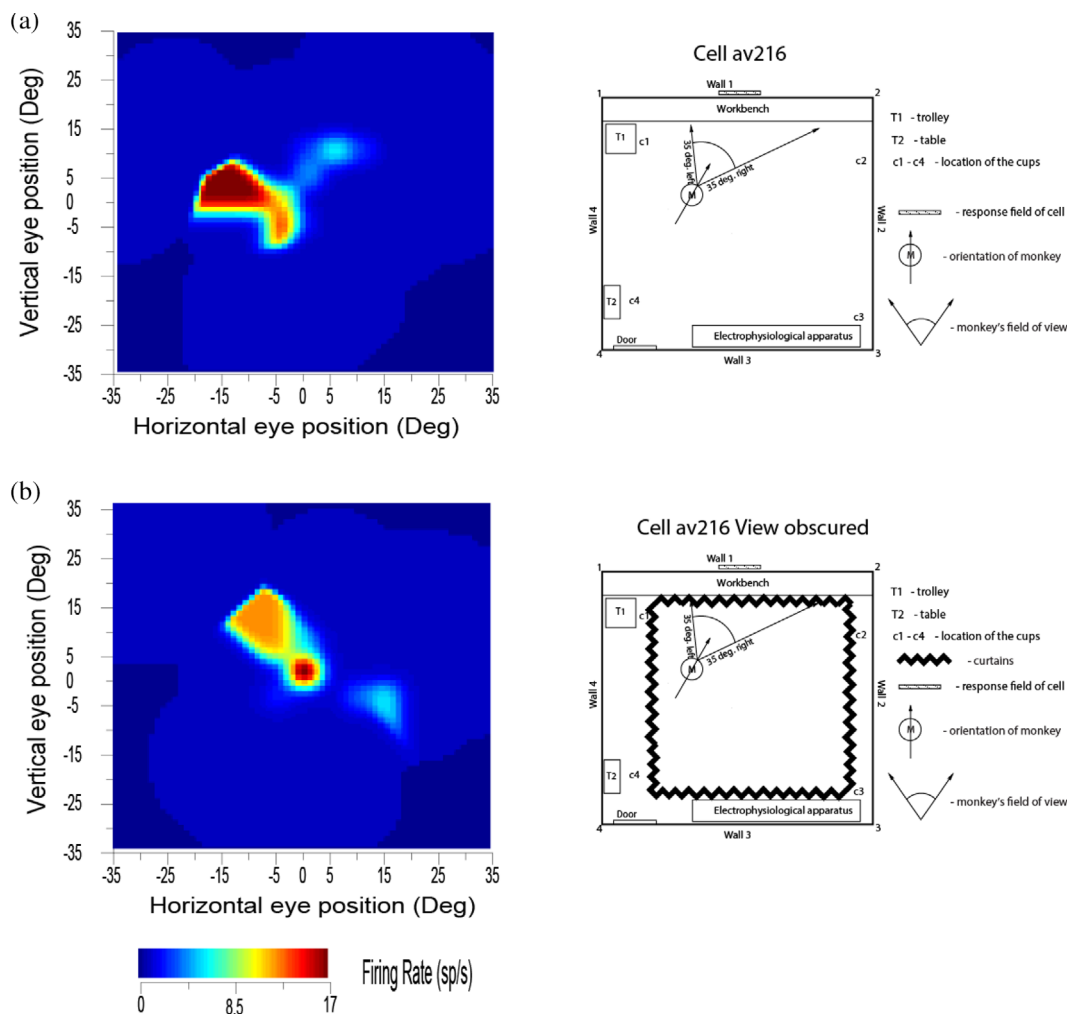 (a)
35
25
15
10
5
0
-5
-15
-25
-35
Vertical eye position (Deg)
-35
-25
-15
-5
0
5
15
25
35
Horizontal eye position (Deg)
Cell av216
Wall 1
1
2
Workbench
T1
c1
c2
35 deg. left
35 deg. right
M
Wall 4
Wall 2
T2
c4
c3
Door
Electrophysiological apparatus
4
Wall 3
3
T1 - trolley
T2 - table
c1 - c4 - location of the cups
- response field of cell
M - orientation of monkey
- monkey's field of view
(b)
35
25
15
5
0
-5
-15
-25
-35
Vertical eye position (Deg)
-35
-25
-15
-5
0
5
15
25
35
Horizontal eye position (Deg)
Cell av216 View obscured
Wall 1
1
2
Workbench
T1
c1
c2
35 deg. left
35 deg. right
M
Wall 4
Wall 2
T2
c4
c3
Door
Electrophysiological apparatus
4
Wall 3
3
T1 - trolley
T2 - table
c1 - c4 - location of the cups
- curtains
- response field of cell
M - orientation of monkey
- monkey's field of view
0
8.5
17
Firing Rate (sp/s)